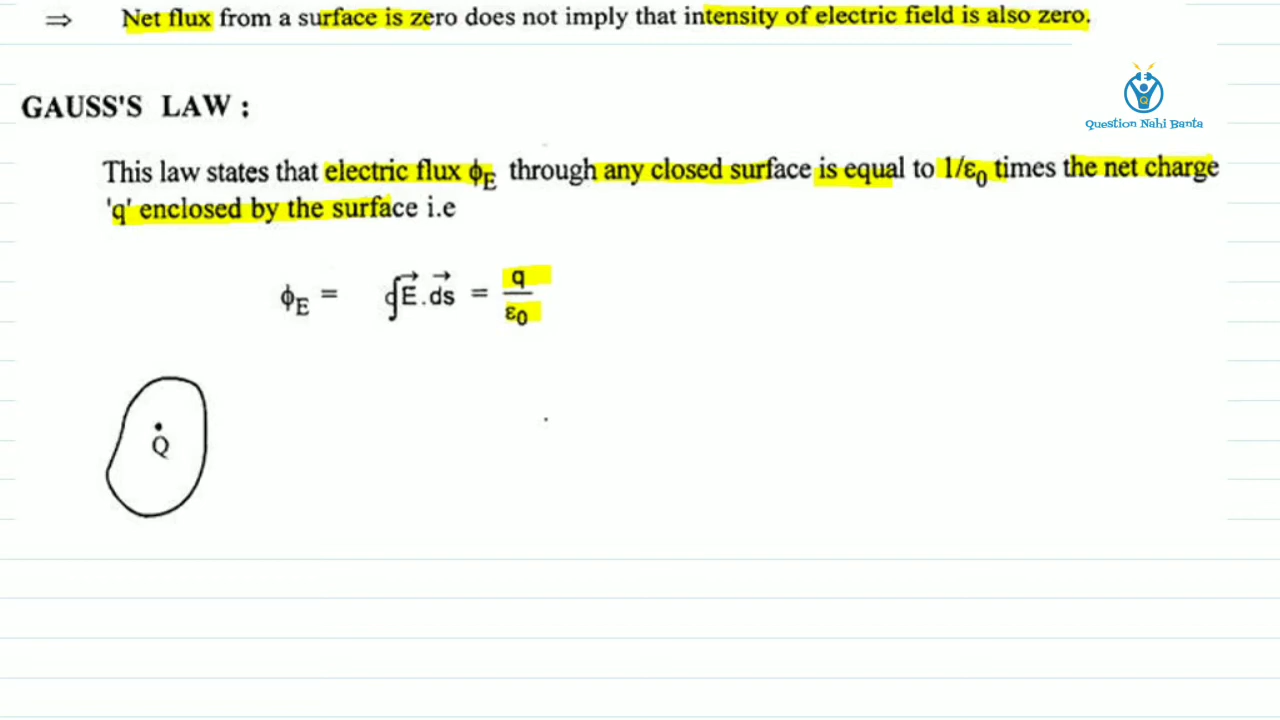 ⇒ Net flux from a surface is zero does not imply that intensity of electric field is also zero.
Question Nahi Banta
GAUSS'S LAW :
This law states that electric flux ϕE through any closed surface is equal to 1/ε0 times the net charge
'q' enclosed by the surface i.e
ϕE = ∮E⃗.ds⃗ = q/ε0
Q